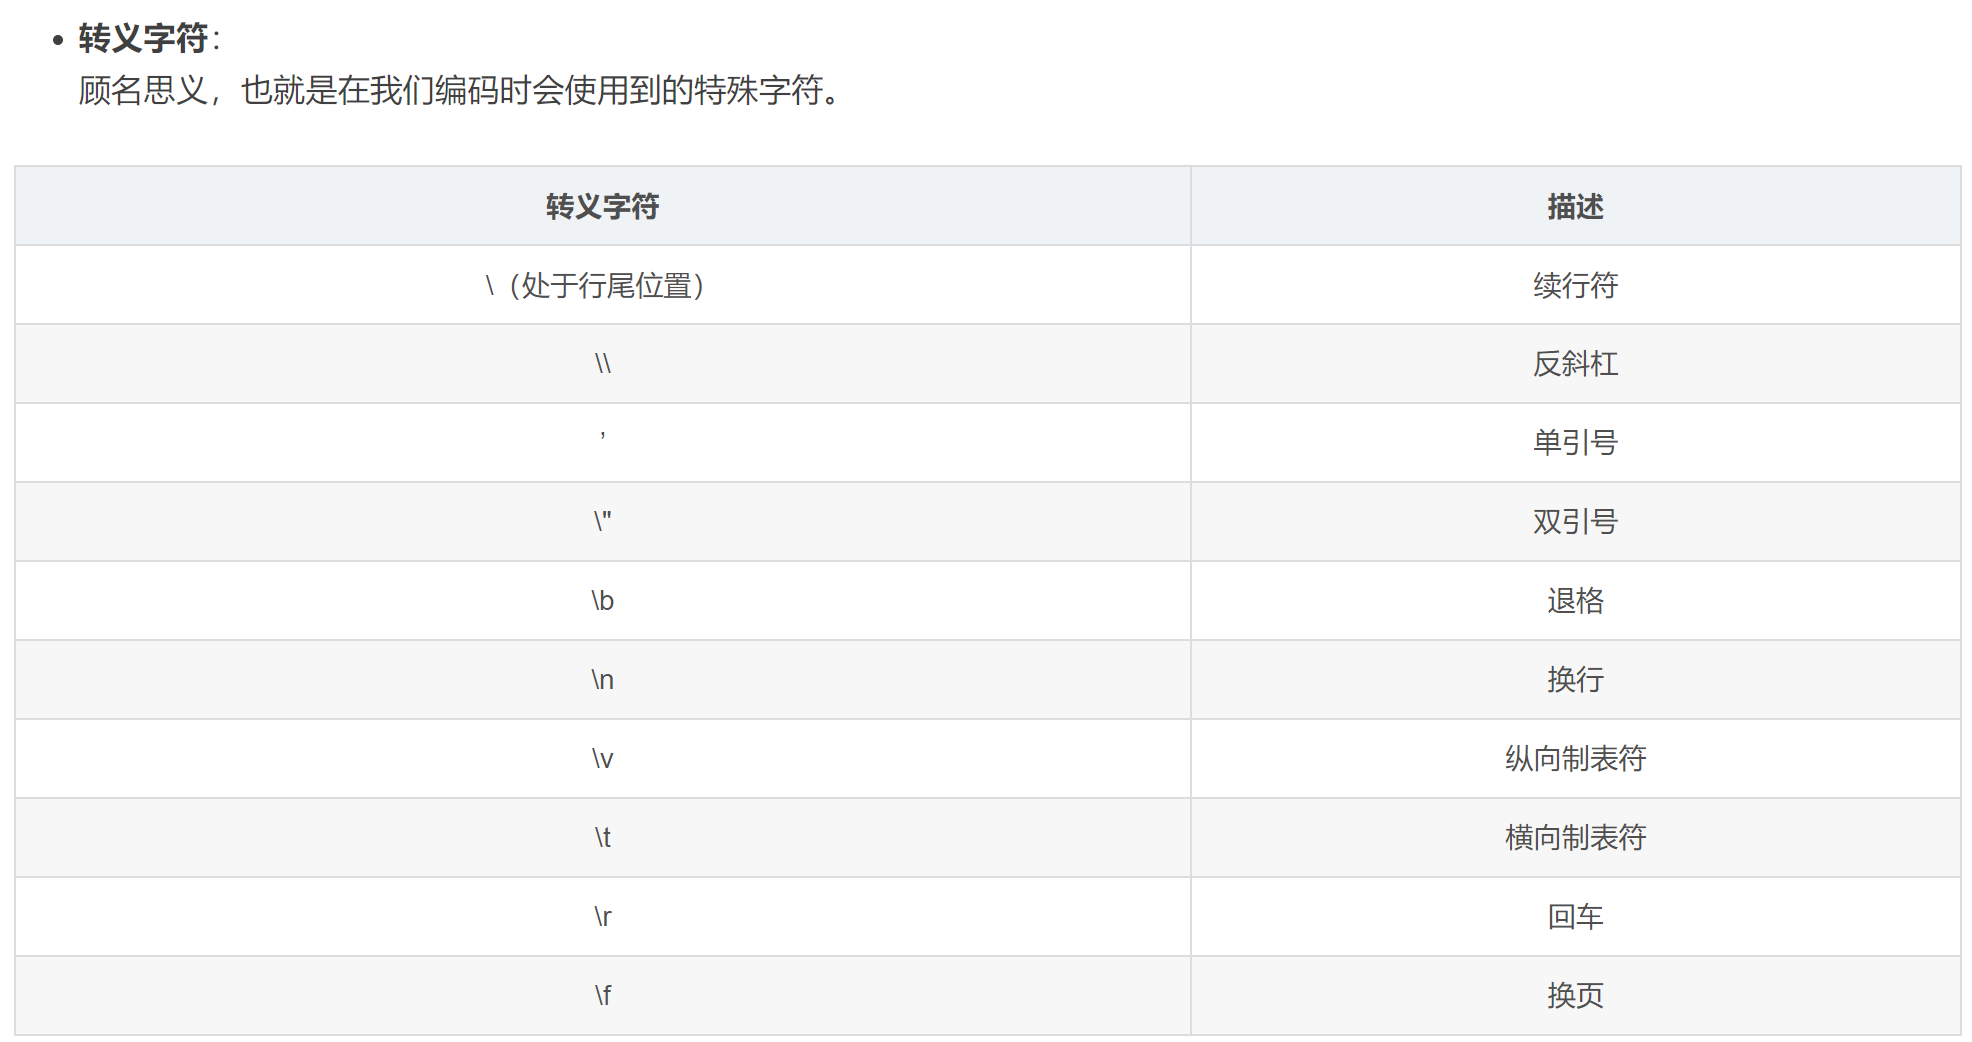 转义字符：
顾名思义，也就是在我们编码时会使用到的特殊字符。
转义字符 描述
\（处于行尾位置） 续行符
\\ 反斜杠
’ 单引号
\" 双引号
\b 退格
\n 换行
\v 纵向制表符
\t 横向制表符
\r 回车
\f 换页